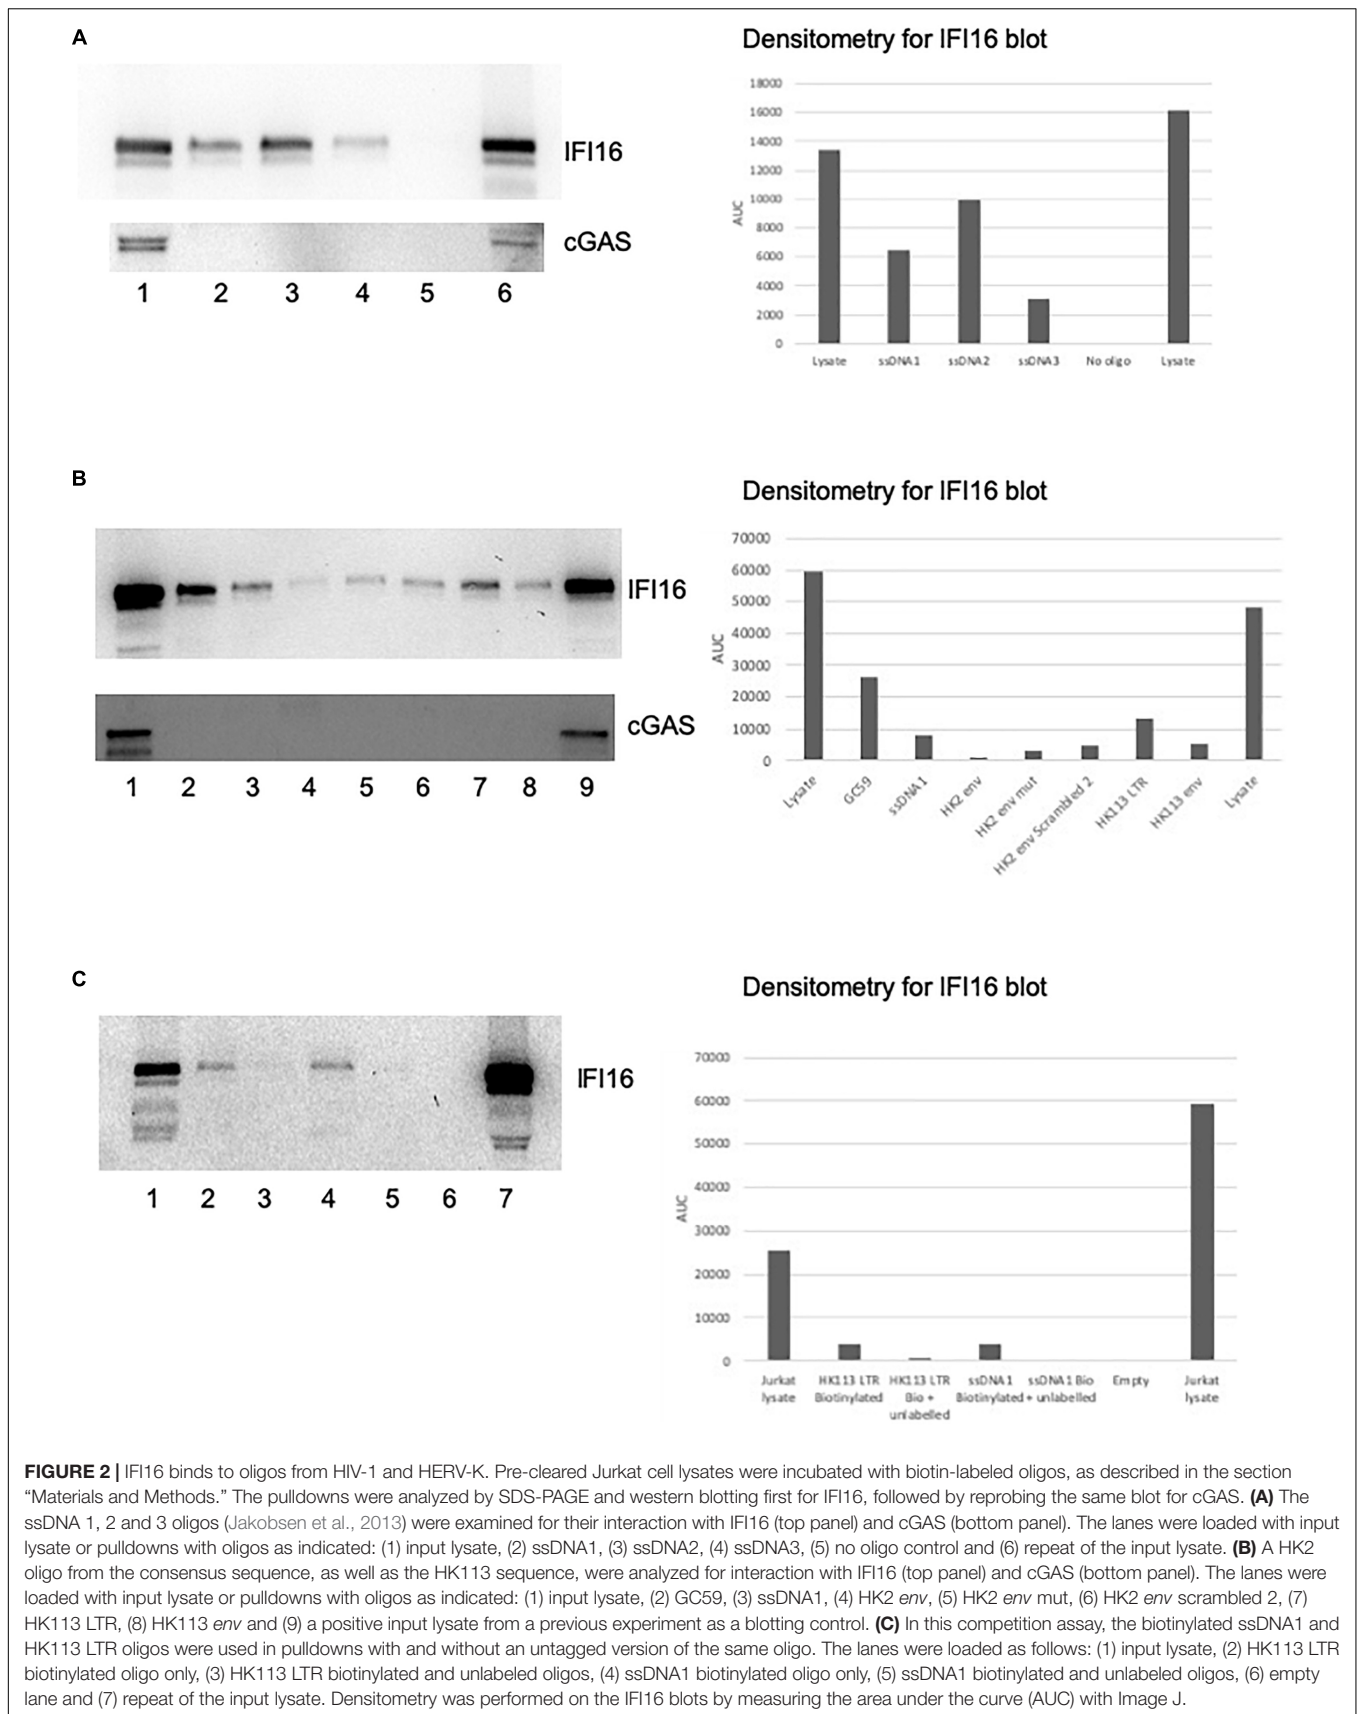 A
Densitometry for IFI16 blot
IFI16
cGAS
1 2 3 4 5 6
18000
16000
14000
12000
10000
8000
6000
4000
2000
0
AUC
Lysate ssDNA1 ssDNA2 ssDNA3 No oligo Lysate
B
Densitometry for IFI16 blot
IFI16
cGAS
1 2 3 4 5 6 7 8 9
70000
60000
50000
40000
30000
20000
10000
0
AUC
Lysate
GC59
ssDNA1
HK2 env
HK2 env mut
HK2 env Scrambled 2
HK113 LTR
HK113 env
Lysate
C
Densitometry for IFI16 blot
IFI16
1 2 3 4 5 6 7
70000
60000
50000
40000
30000
20000
10000
0
AUC
Jurkat HK113 LTR HK113 LTR ssDNA1 ssDNA1 Bio Empty Jurkat
lysate Biotinylated Bio + Biotinylated + unlabelled lysate
unlabelled
FIGURE 2 | IFI16 binds to oligos from HIV-1 and HERV-K. Pre-cleared Jurkat cell lysates were incubated with biotin-labeled oligos, as described in the section
“Materials and Methods.” The pulldowns were analyzed by SDS-PAGE and western blotting first for IFI16, followed by reprobing the same blot for cGAS. (A) The
ssDNA 1, 2 and 3 oligos (Jakobsen et al., 2013) were examined for their interaction with IFI16 (top panel) and cGAS (bottom panel). The lanes were loaded with input
lysate or pulldowns with oligos as indicated: (1) input lysate, (2) ssDNA1, (3) ssDNA2, (4) ssDNA3, (5) no oligo control and (6) repeat of the input lysate. (B) A HK2
oligo from the consensus sequence, as well as the HK113 sequence, were analyzed for interaction with IFI16 (top panel) and cGAS (bottom panel). The lanes were
loaded with input lysate or pulldowns with oligos as indicated: (1) input lysate, (2) GC59, (3) ssDNA1, (4) HK2 env, (5) HK2 env mut, (6) HK2 env scrambled 2, (7)
HK113 LTR, (8) HK113 env and (9) a positive input lysate from a previous experiment as a blotting control. (C) In this competition assay, the biotinylated ssDNA1 and
HK113 LTR oligos were used in pulldowns with and without an untagged version of the same oligo. The lanes were loaded as follows: (1) input lysate, (2) HK113 LTR
biotinylated oligo only, (3) HK113 LTR biotinylated and unlabeled oligos, (4) ssDNA1 biotinylated oligo only, (5) ssDNA1 biotinylated and unlabeled oligos, (6) empty
lane and (7) repeat of the input lysate. Densitometry was performed on the IFI16 blots by measuring the area under the curve (AUC) with Image J.